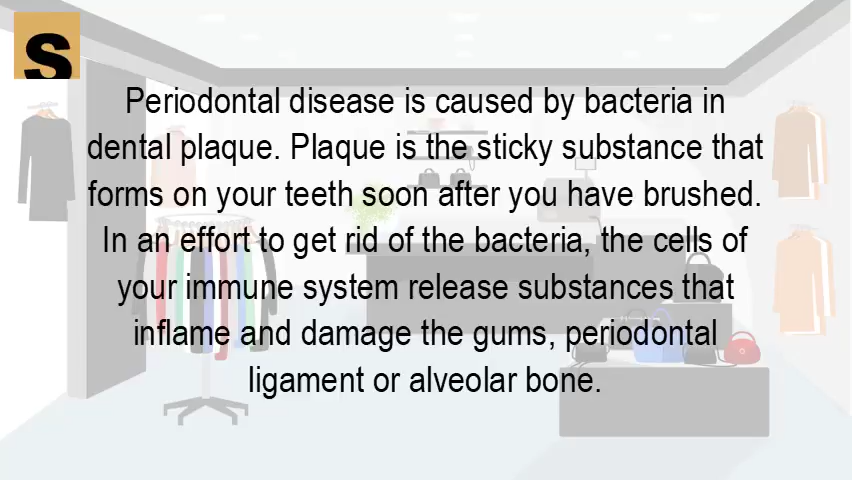 S
Periodontal disease is caused by bacteria in
dental plaque. Plaque is the sticky substance that
forms on your teeth soon after you have brushed.
In an effort to get rid of the bacteria, the cells of
your immune system release substances that
inflame and damage the gums, periodontal
ligament or alveolar bone.